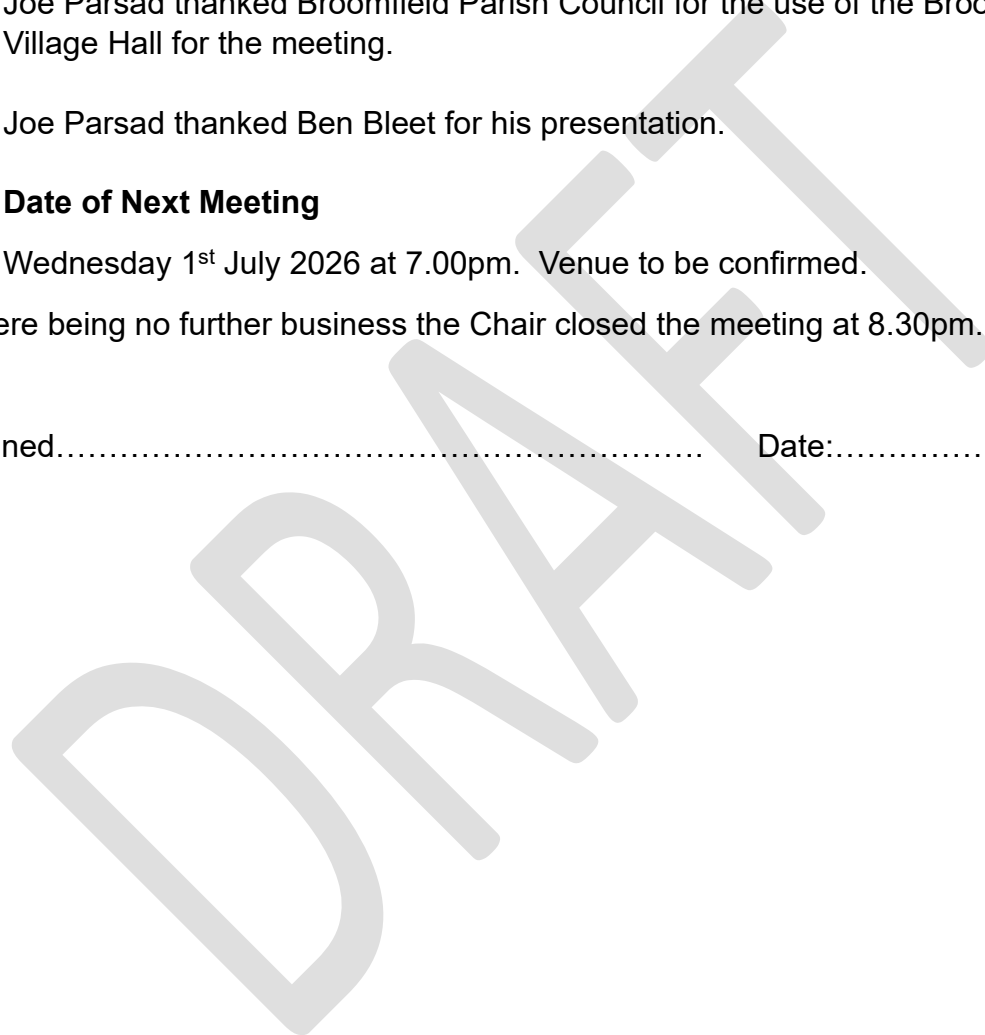 Joe Parsad thanked Broomfield Parish Council for the use of the Broo
Village Hall for the meeting.
Joe Parsad thanked Ben Bleet for his presentation.
Date of Next Meeting
Wednesday 1st July 2026 at 7.00pm.  Venue to be confirmed.
ere being no further business the Chair closed the meeting at 8.30pm.
ned…………………………………………………….   Date:……………
DRAFT